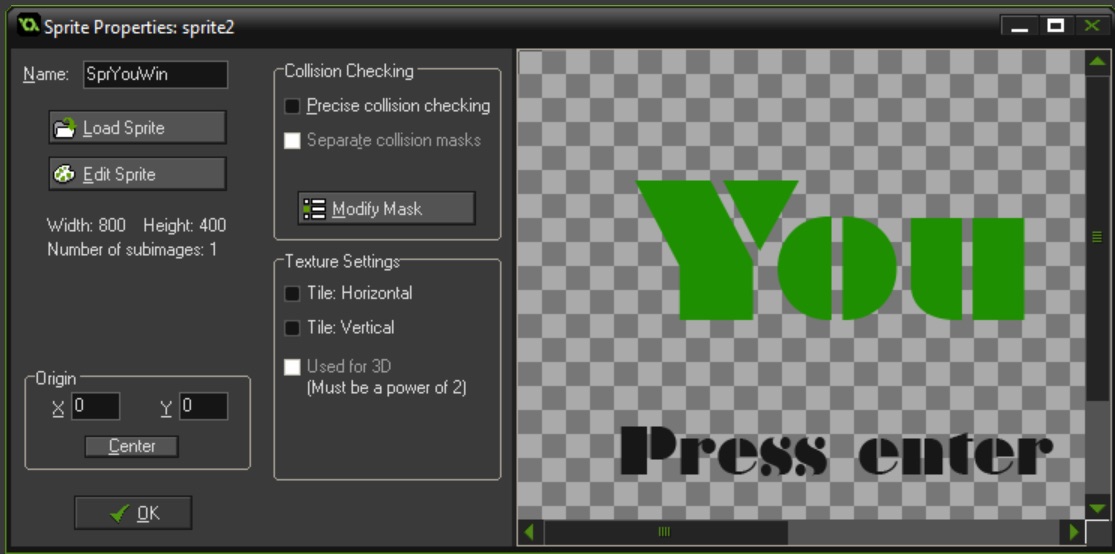 Sprite Properties: sprite2
Name: SprYouWin
Load Sprite
Edit Sprite
Width: 800 Height: 400
Number of subimages: 1
Origin
X 0 Y 0
Center
OK
Collision Checking
Precise collision checking
Separate collision masks
Modify Mask
Texture Settings
Tile: Horizontal
Tile: Vertical
Used for 3D
(Must be a power of 2)
You
Press enter